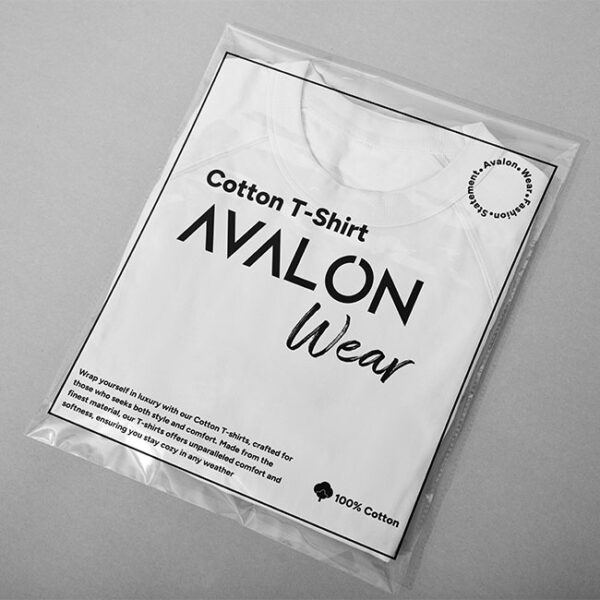 Avalon • Wear • Fashion • Statement •
Cotton T-Shirt
AVALON
Wear
Wrap yourself in luxury with our Cotton T-shirts, crafted for
those who seeks both style and comfort. Made from the
finest material, our T-shirts offers unparalleled comfort and
softness, ensuring you stay cozy in any weather
100% Cotton